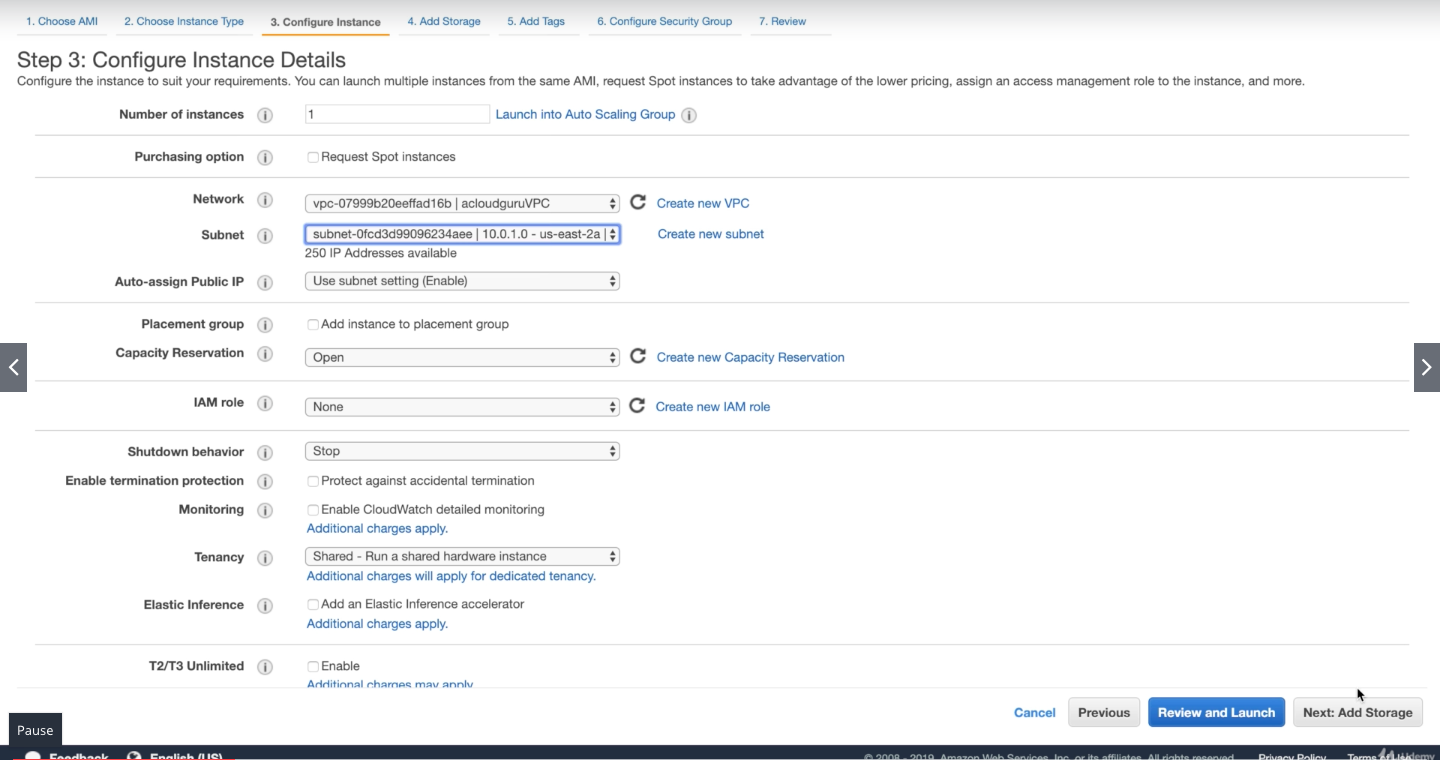 1. Choose AMI 2. Choose Instance Type 3. Configure Instance 4. Add Storage 5. Add Tags 6. Configure Security Group 7. Review
Step 3: Configure Instance Details
Configure the instance to suit your requirements. You can launch multiple instances from the same AMI, request Spot instances to take advantage of the lower pricing, assign an access management role to the instance, and more.
Number of instances 1 Launch into Auto Scaling Group
Purchasing option Request Spot instances
Network vpc-07999b20eeffad16b | acloudguruVPC Create new VPC
Subnet subnet-0fcd3d99096234aee | 10.0.1.0 - us-east-2a | Create new subnet
250 IP Addresses available
Auto-assign Public IP Use subnet setting (Enable)
Placement group Add instance to placement group
Capacity Reservation Open Create new Capacity Reservation
IAM role None Create new IAM role
Shutdown behavior Stop
Enable termination protection Protect against accidental termination
Monitoring Enable CloudWatch detailed monitoring
Additional charges apply.
Tenancy Shared - Run a shared hardware instance
Additional charges will apply for dedicated tenancy.
Elastic Inference Add an Elastic Inference accelerator
Additional charges apply.
T2/T3 Unlimited Enable
Additional charges may apply
Cancel Previous Review and Launch Next: Add Storage
Pause
Feedback English (US) © 2008 - 2019, Amazon Web Services, Inc. or its affiliates. All rights reserved. Privacy Policy Terms
Udemy